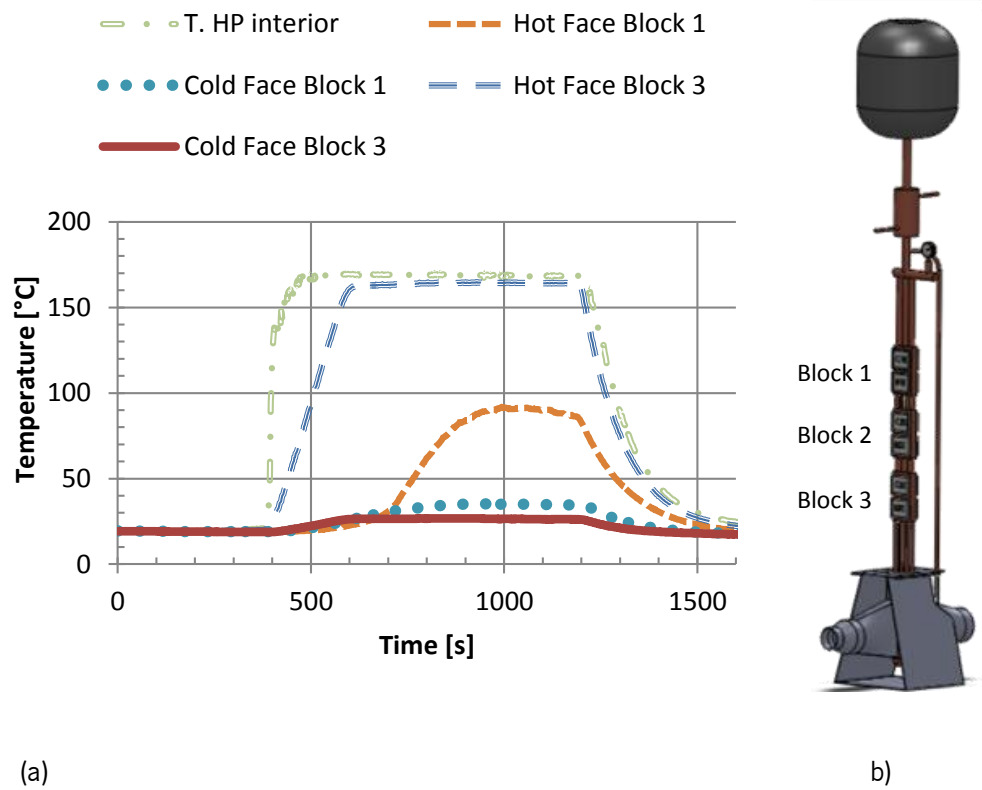 T. HP interior
Hot Face Block 1
Cold Face Block 1
Hot Face Block 3
Cold Face Block 3
200
150
100
50
0
Temperature [°C]
0 500 1000 1500
Time [s]
Block 1
Block 2
Block 3
(a) b)